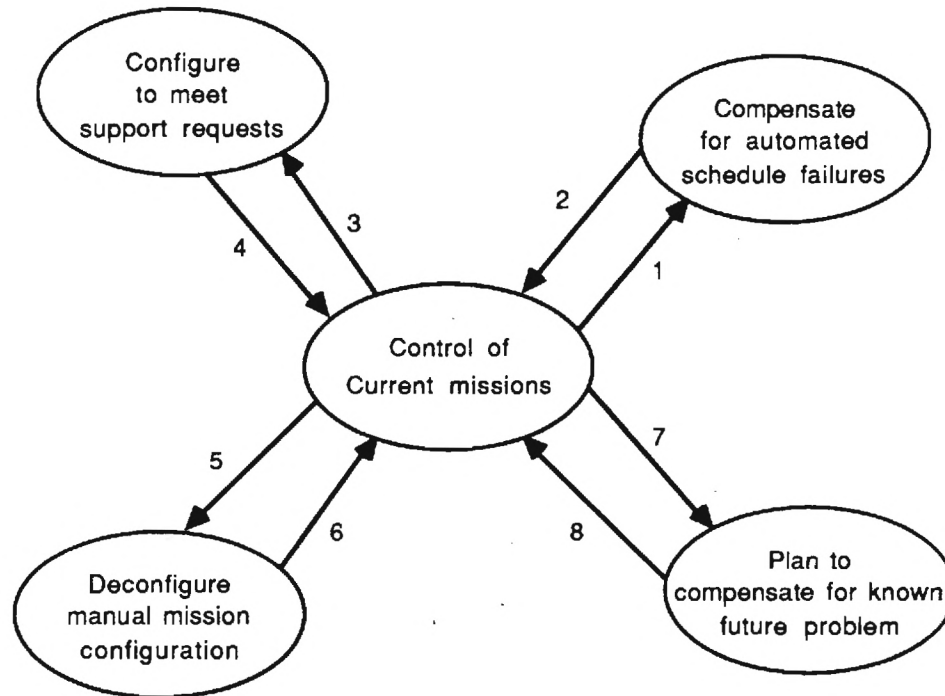 Configure
to meet
support requests
Compensate
for automated
schedule failures
2
3
4
1
Control of
Current missions
7
5
6
8
Deconfigure
manual mission
configuration
Plan to
compensate for known
future problem